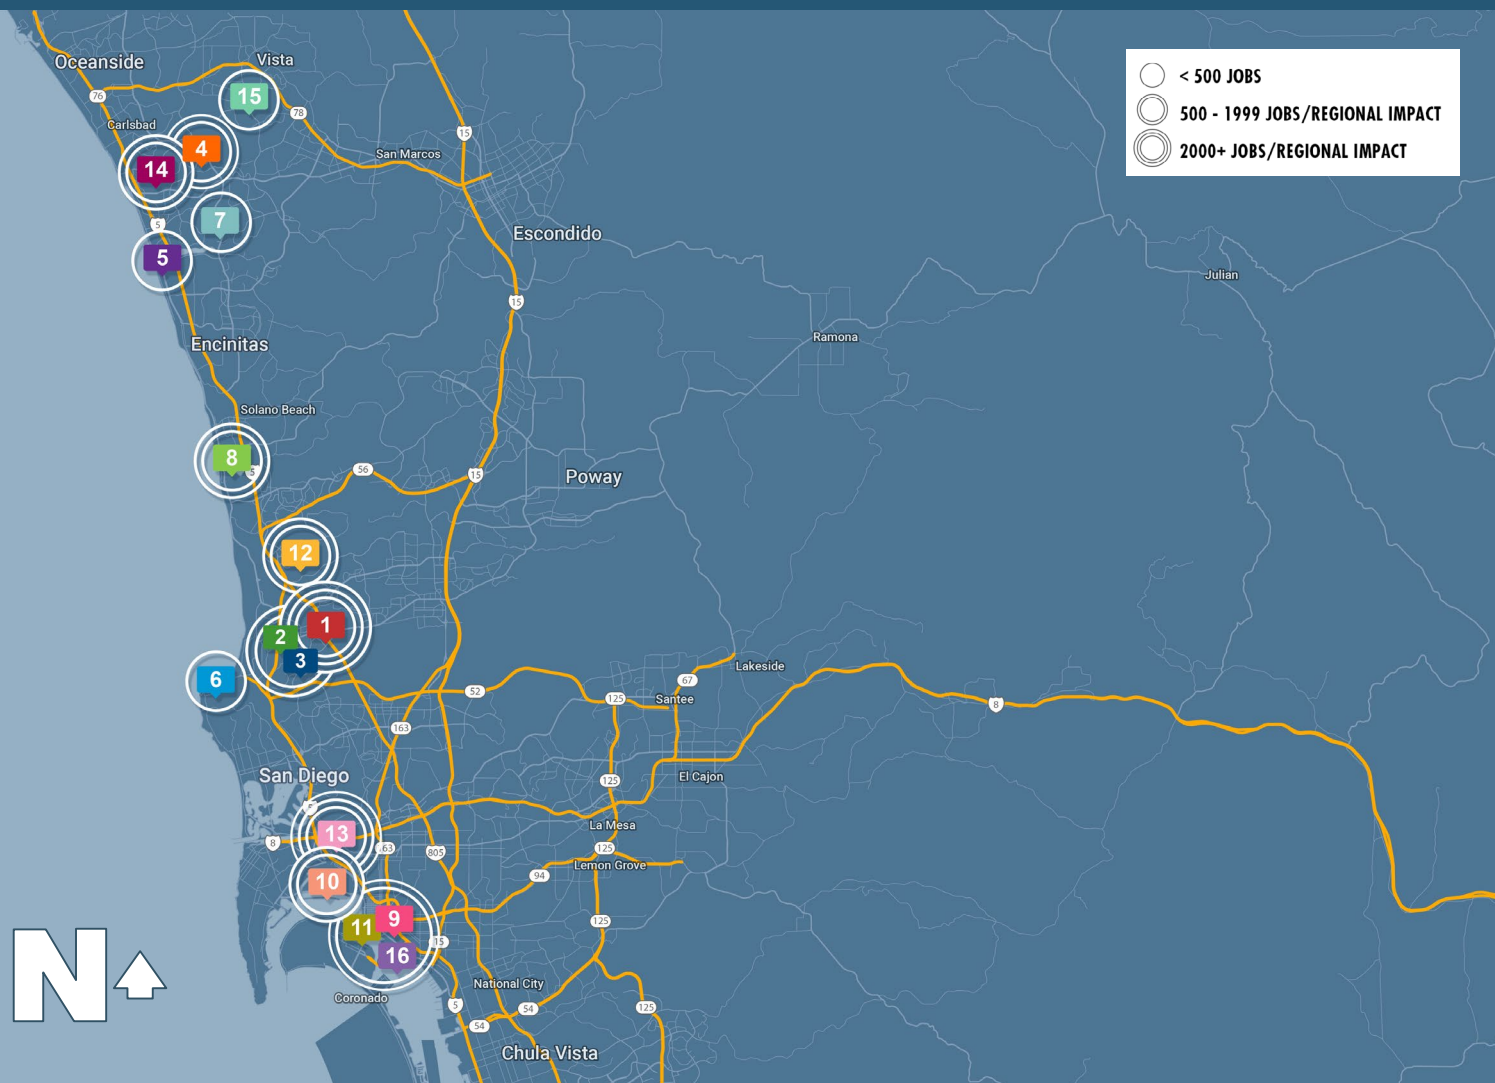 Oceanside
Vista
76
15
78
Carlsbad
4
15
San Marcos
14
7
5
5
Escondido
Julian
15
Encinitas
Ramona
Solano Beach
8
5
56
15
Poway
12
1
2
3
6
Lakeside
67
52
125
Santee
8
163
San Diego
125
El Cajon
5
13
La Mesa
8
63
805
125
Lemon Grove
94
10
11
9
125
15
16
National City
Coronado
5
54
54
125
Chula Vista
N
< 500 JOBS
500 - 1999 JOBS/REGIONAL IMPACT
2000+ JOBS/REGIONAL IMPACT